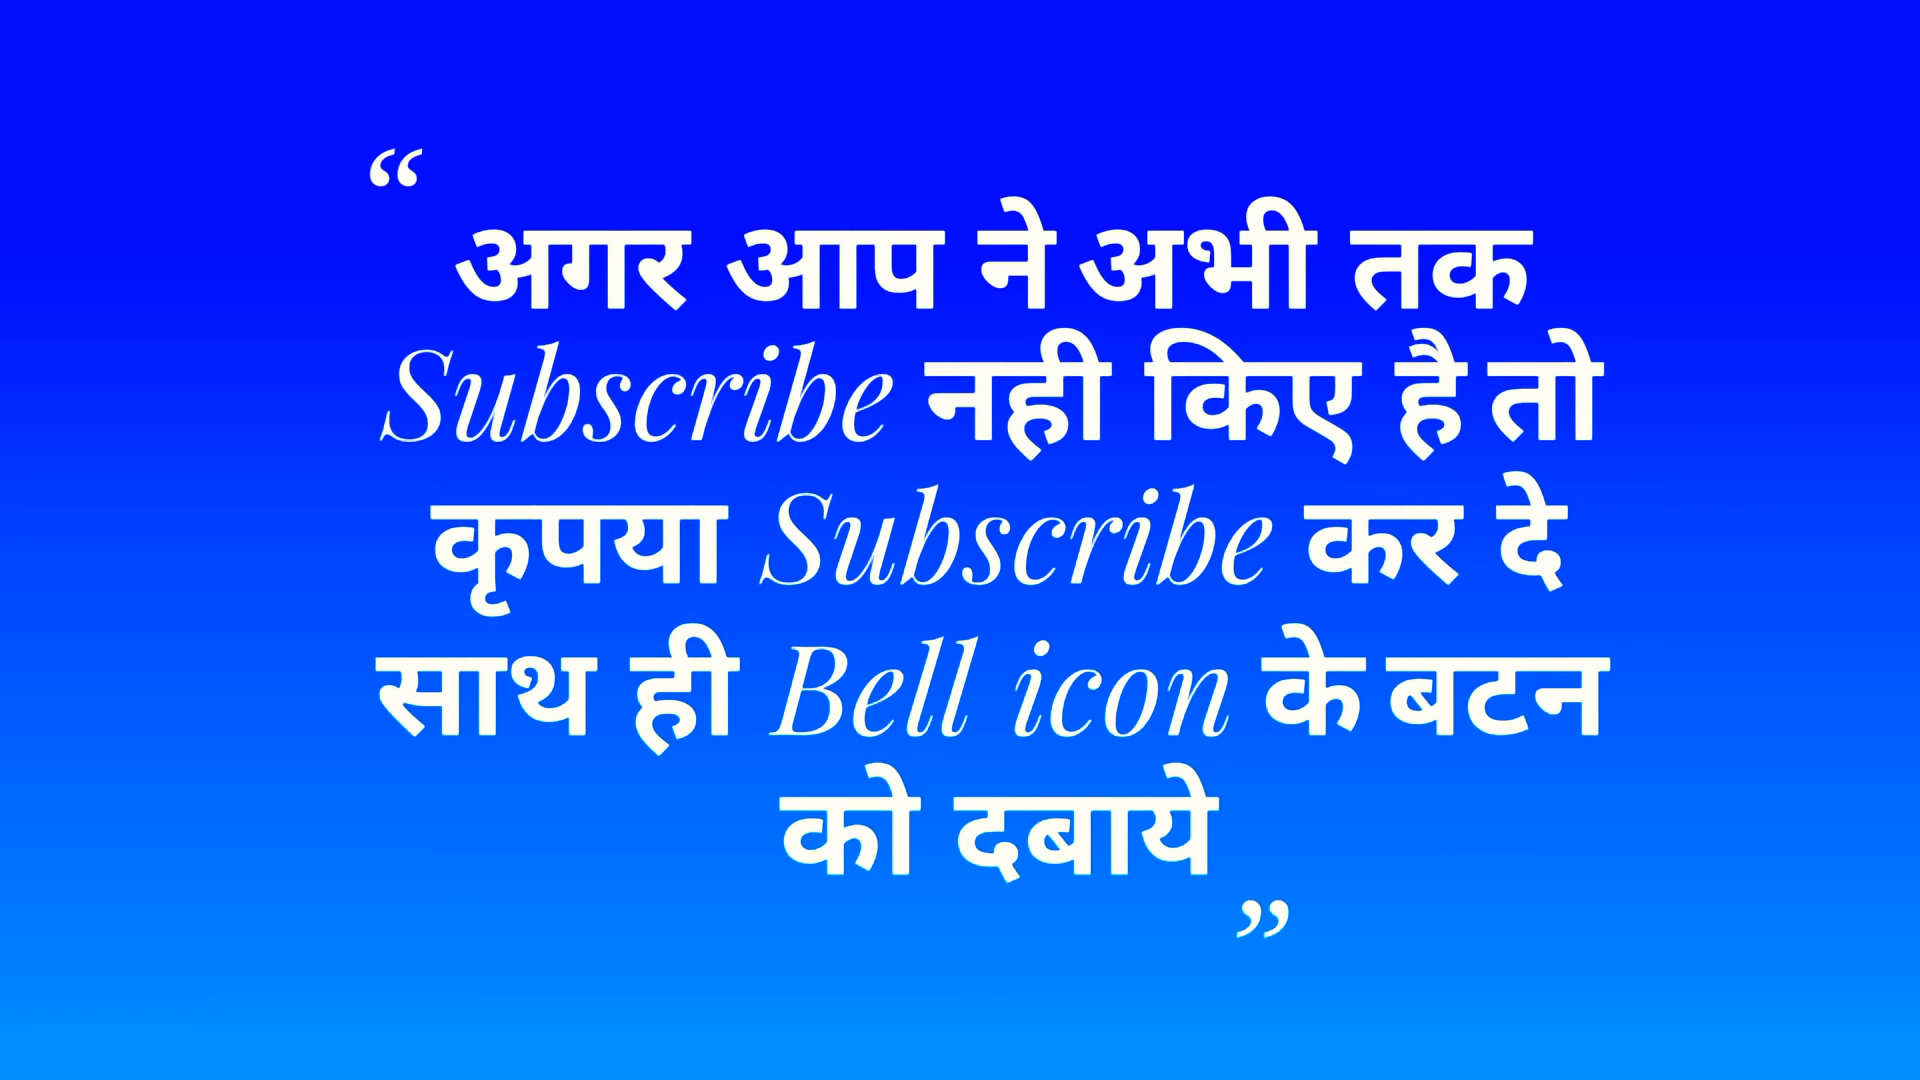 “
अगर आप ने अभी तक
Subscribe नही किए है तो
कृपया Subscribe कर दे
साथ ही Bell icon के बटन
को दबाये
”